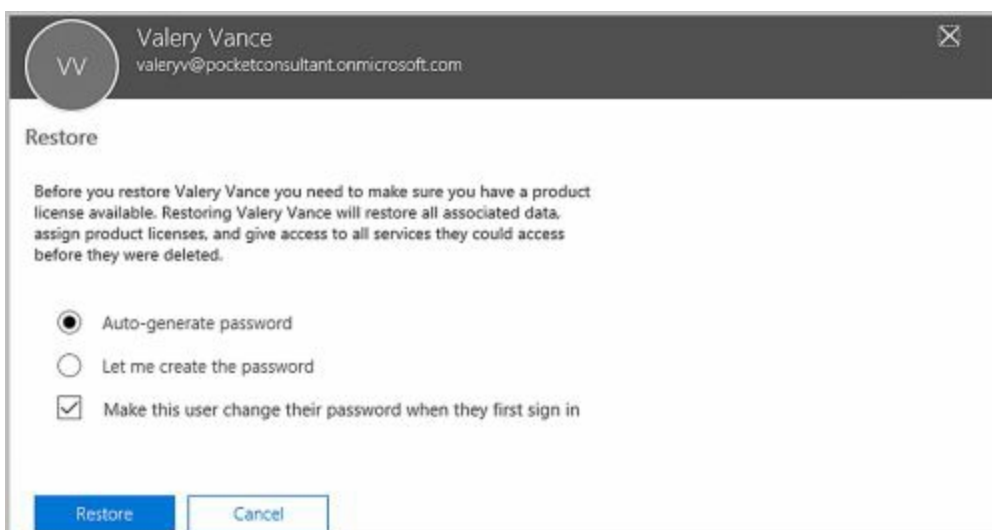 Valery Vance
VV
valeryv@pocketconsultant.onmicrosoft.com
Restore
Before you restore Valery Vance you need to make sure you have a product
license available. Restoring Valery Vance will restore all associated data,
assign product licenses, and give access to all services they could access
before they were deleted.
Auto-generate password
Let me create the password
Make this user change their password when they first sign in
Restore
Cancel